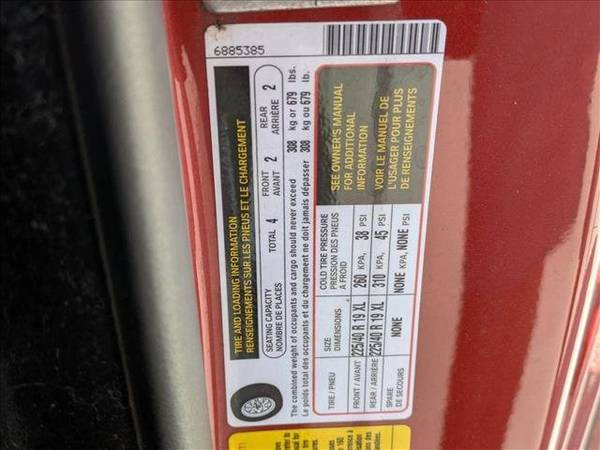 6885385
TIRE AND LOADING INFORMATION
RENSEIGNEMENTS SUR LES PNEUS ET LE CHARGEMENT
SEATING CAPACITY
NOMBRE DE PLACES
TOTAL 4
FRONT
AVANT 2
REAR
ARRIÈRE 2
The combined weight of occupants and cargo should never exceed 308 kg or 679 lbs.
Le poids total des occupants et du chargement ne doit jamais dépasser 308 kg ou 679 lb.
TIRE / PNEU
SIZE
DIMENSIONS
COLD TIRE PRESSURE
PRESSION DES PNEUS
A FROID
FRONT / AVANT 225/40 R 19 XL 260 KPA, 38 PSI
REAR / ARRIÈRE 225/40 R 19 XL 310 KPA, 45 PSI
SPARE
DE SECOURS
NONE NONE KPA, NONE PSI
SEE OWNER'S MANUAL
FOR ADDITIONAL
INFORMATION
VOIR LE MANUEL DE
L'USAGER POUR PLUS
DE RENSEIGNEMENTS